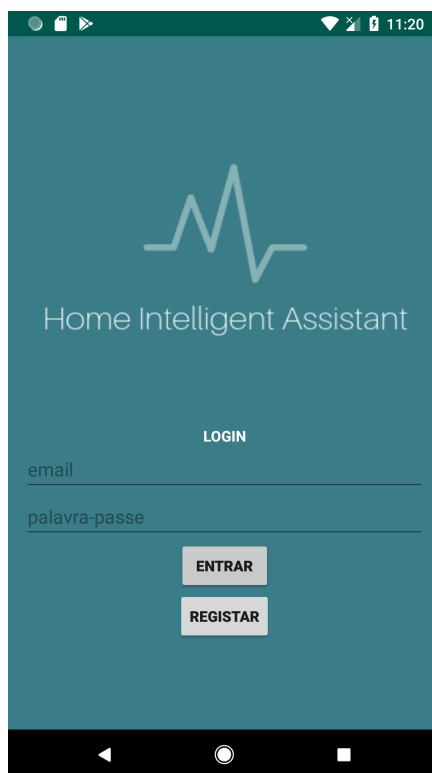 11:20
Home Intelligent Assistant
LOGIN
email
palavra-passe
ENTRAR
REGISTAR